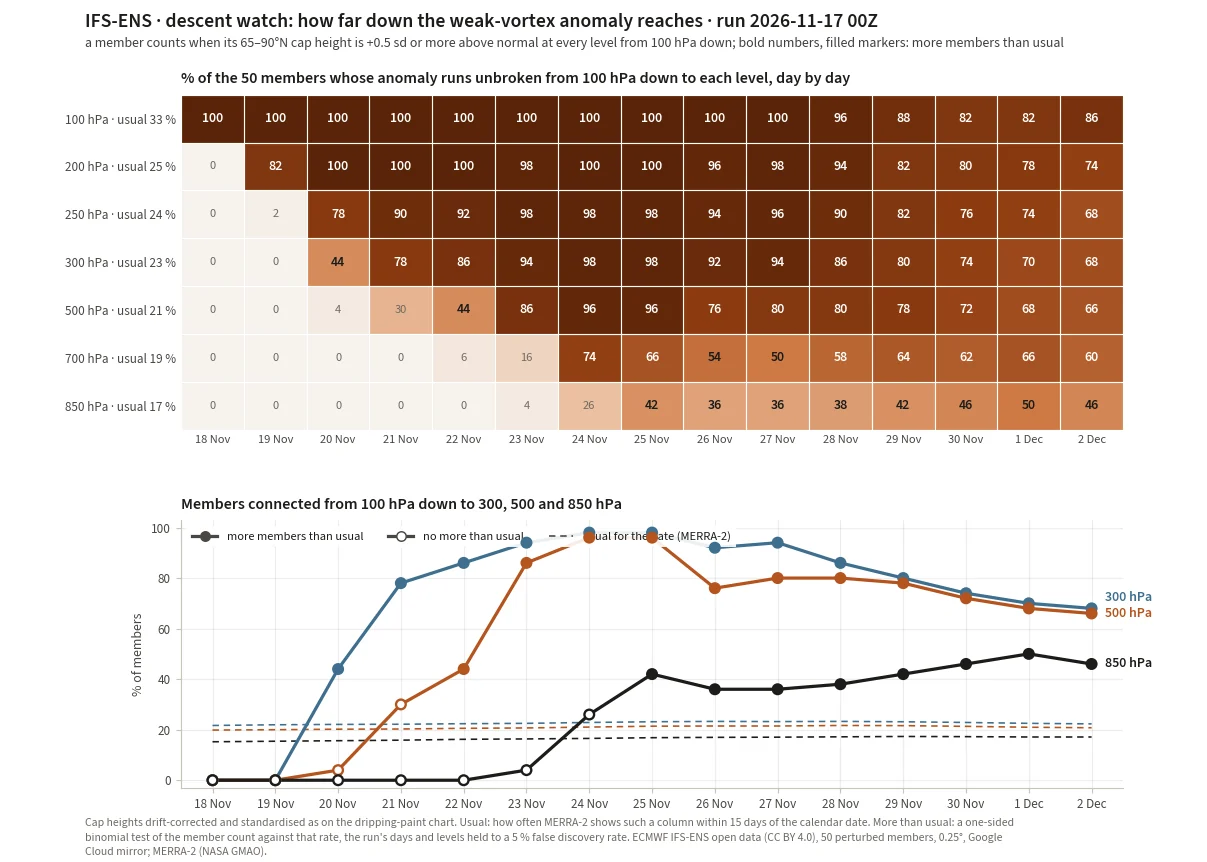 IFS-ENS · descent watch: how far down the weak-vortex anomaly reaches · run 2026-11-17 00Z
a member counts when its 65–90°N cap height is +0.5 sd or more above normal at every level from 100 hPa down; bold numbers, filled markers: more members than usual
% of the 50 members whose anomaly runs unbroken from 100 hPa down to each level, day by day
100 hPa · usual 33 % 100 100 100 100 100 100 100 100 100 100 96 88 82 82 86
200 hPa · usual 25 % 0 82 100 100 100 98 100 100 96 98 94 82 80 78 74
250 hPa · usual 24 % 0 2 78 90 92 98 98 98 94 96 90 82 76 74 68
300 hPa · usual 23 % 0 0 44 78 86 94 98 98 92 94 86 80 74 70 68
500 hPa · usual 21 % 0 0 4 30 44 86 96 96 76 80 80 78 72 68 66
700 hPa · usual 19 % 0 0 0 0 6 16 74 66 54 50 58 64 62 66 60
850 hPa · usual 17 % 0 0 0 0 0 4 26 42 36 36 38 42 46 50 46
18 Nov 19 Nov 20 Nov 21 Nov 22 Nov 23 Nov 24 Nov 25 Nov 26 Nov 27 Nov 28 Nov 29 Nov 30 Nov 1 Dec 2 Dec
Members connected from 100 hPa down to 300, 500 and 850 hPa
more members than usual no more than usual for the (MERRA-2)
% of members
100
80
60
40
20
0
300 hPa
500 hPa
850 hPa
18 Nov 19 Nov 20 Nov 21 Nov 22 Nov 23 Nov 24 Nov 25 Nov 26 Nov 27 Nov 28 Nov 29 Nov 30 Nov 1 Dec 2 Dec
Cap heights drift-corrected and standardised as on the dripping-paint chart. Usual: how often MERRA-2 shows such a column within 15 days of the calendar date. More than usual: a one-sided
binomial test of the member count against that rate, the run's days and levels held to a 5 % false discovery rate. ECMWF IFS-ENS open data (CC BY 4.0), 50 perturbed members, 0.25°, Google
Cloud mirror; MERRA-2 (NASA GMAO).